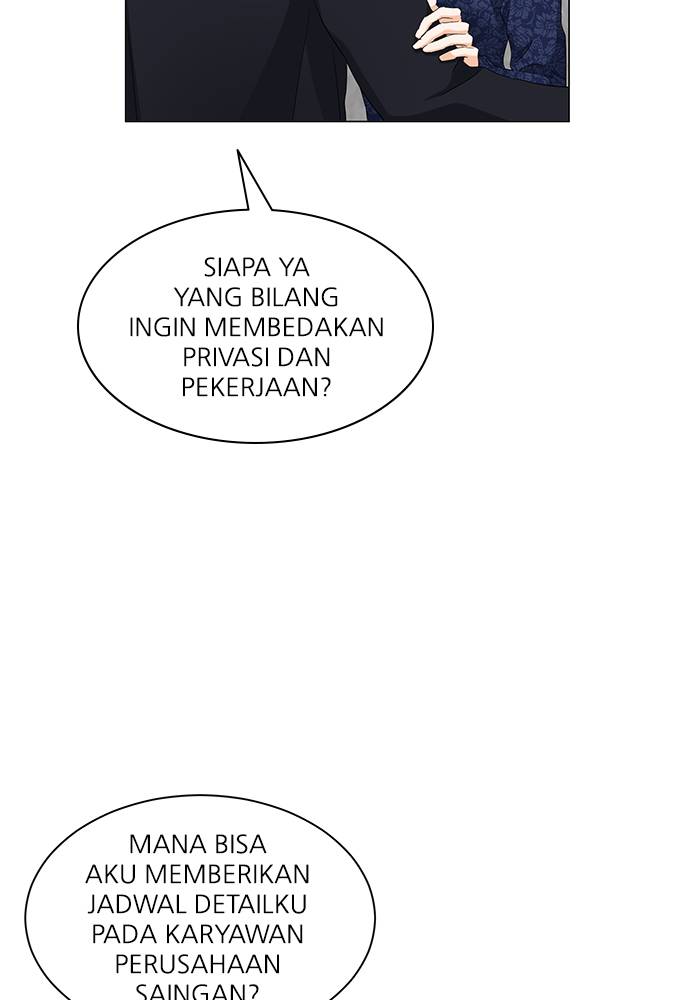 SIAPA YA
YANG BILANG
INGIN MEMBEDAKAN
PRIVASI DAN
PEKERJAAN?
MANA BISA
AKU MEMBERIKAN
JADWAL DETAILKU
PADA KARYAWAN
PERUSAHAAN
SAINGAN?